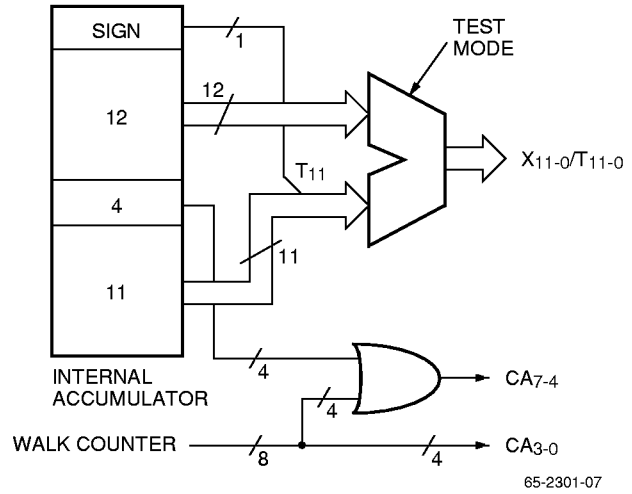 SIGN
1
TEST
MODE
12
12
X11-0/T11-0
T11
4
11
11
INTERNAL
ACCUMULATOR
4
CA7-4
4
WALK COUNTER
8
4
CA3-0
65-2301-07